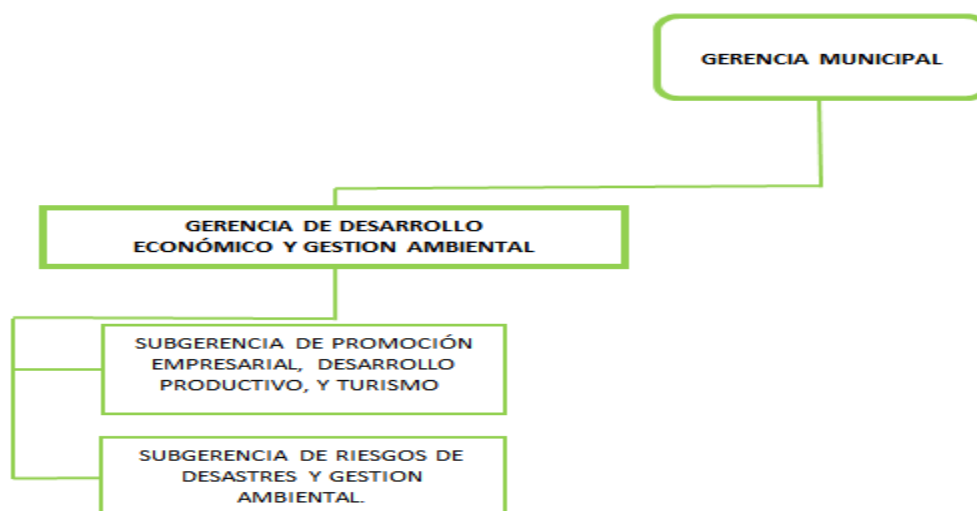 GERENCIA MUNICIPAL
GERENCIA DE DESARROLLO
ECONÓMICO Y GESTION AMBIENTAL
SUBGERENCIA DE PROMOCIÓN
EMPRESARIAL, DESARROLLO
PRODUCTIVO, Y TURISMO
SUBGERENCIA DE RIESGOS DE
DESASTRES Y GESTION
AMBIENTAL.